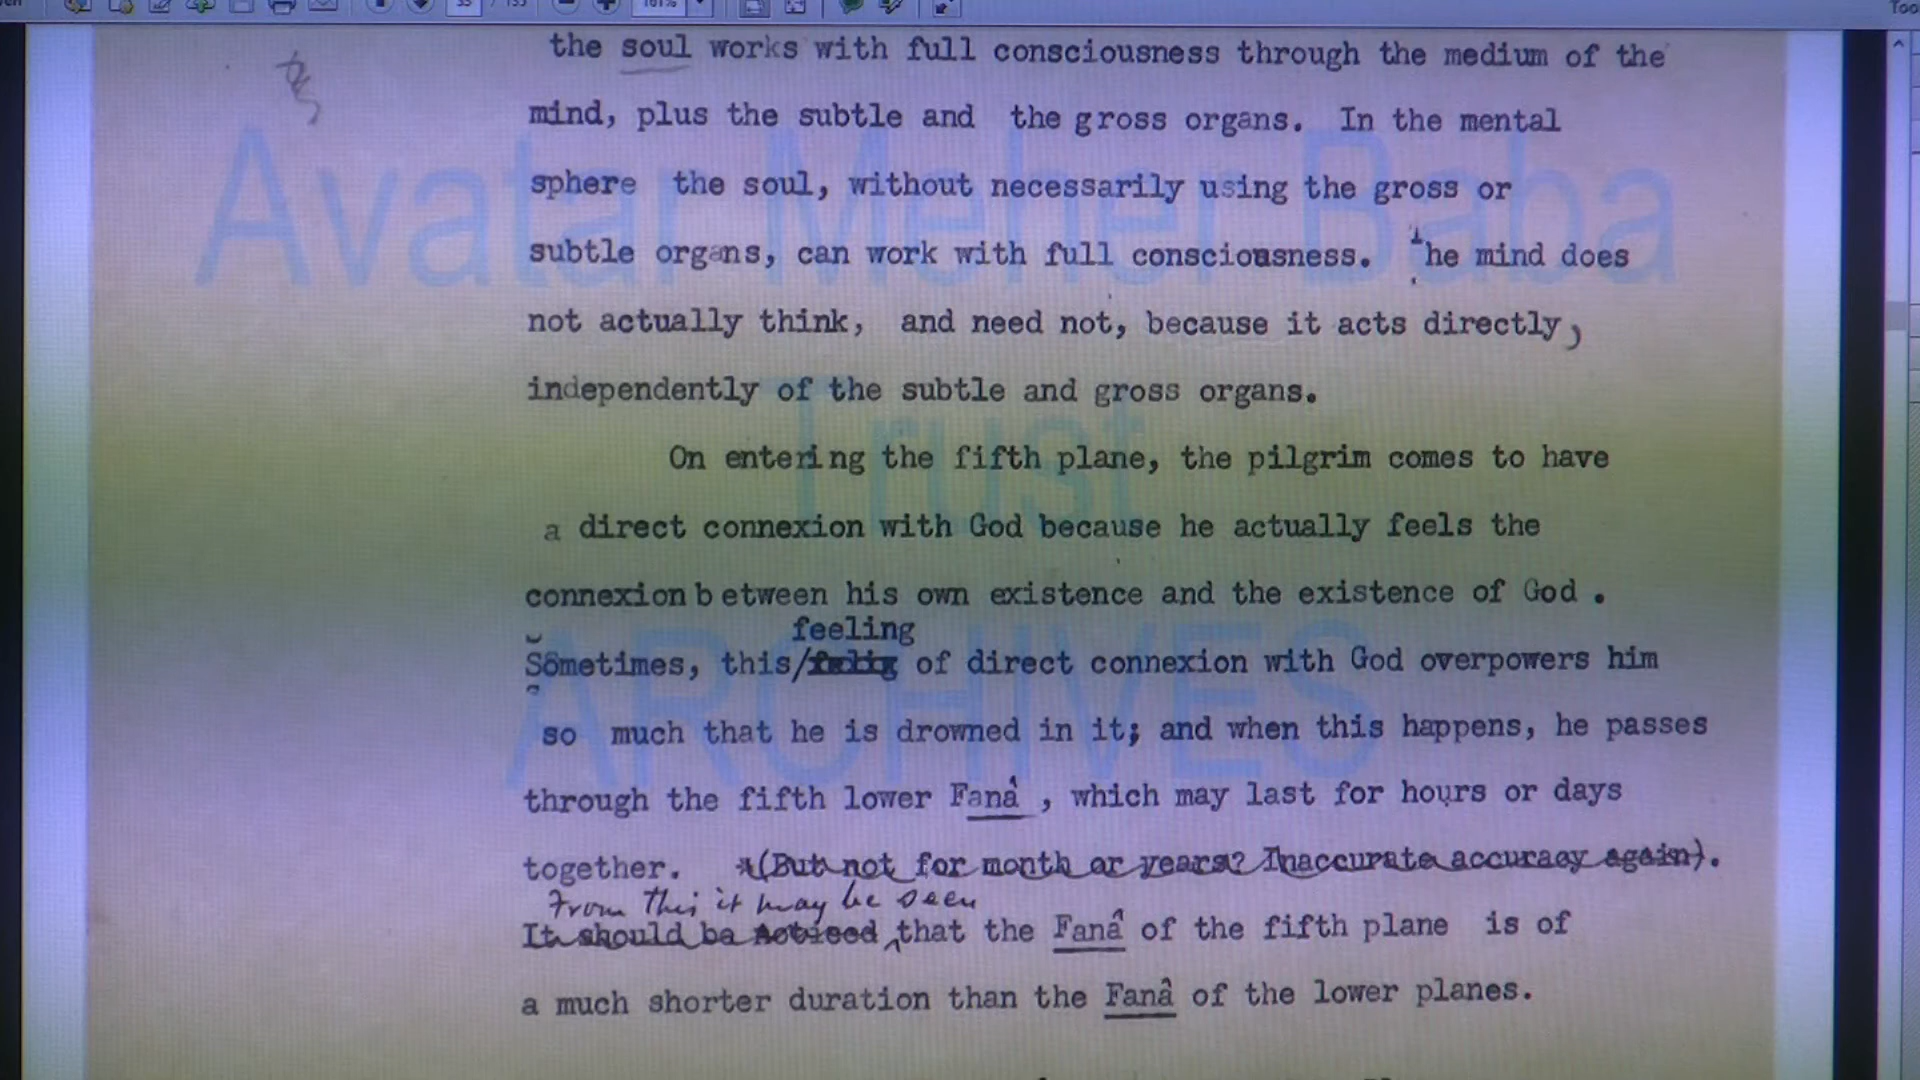 33 / 133
101%
Too
the soul works with full consciousness through the medium of the
mind, plus the subtle and the gross organs. In the mental
sphere the soul, without necessarily using the gross or
subtle organs, can work with full consciousness. The mind does
not actually think, and need not, because it acts directly,
independently of the subtle and gross organs.
On entering the fifth plane, the pilgrim comes to have
a direct connexion with God because he actually feels the
connexion b etween his own existence and the existence of God .
feeling
Sometimes, this/ of direct connexion with God overpowers him
so much that he is drowned in it; and when this happens, he passes
through the fifth lower Fanâ , which may last for hours or days
together. *(But not for month or years? Inaccurate accuracy again).
From this it may be seen
It should be noticed that the Fanâ of the fifth plane is of
a much shorter duration than the Fanâ of the lower planes.
Avatar Meher Baba
Trust
ARCHIVES